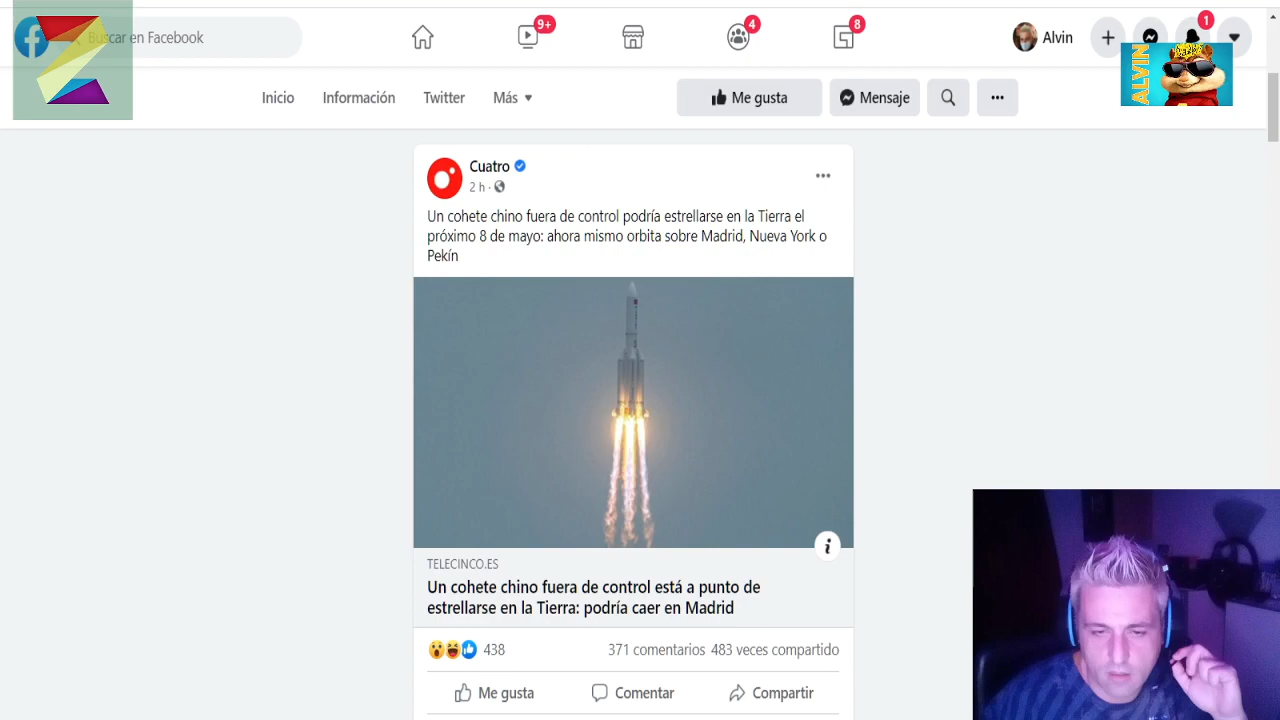 Buscar en Facebook
9+
4
8
Alvin
1
ALVIN
Inicio
Información
Twitter
Más
Me gusta
Mensaje
Cuatro
2 h ·
Un cohete chino fuera de control podría estrellarse en la Tierra el
próximo 8 de mayo: ahora mismo orbita sobre Madrid, Nueva York o
Pekín
TELECINCO.ES
Un cohete chino fuera de control está a punto de
estrellarse en la Tierra: podría caer en Madrid
438
371 comentarios 483 veces compartido
Me gusta
Comentar
Compartir